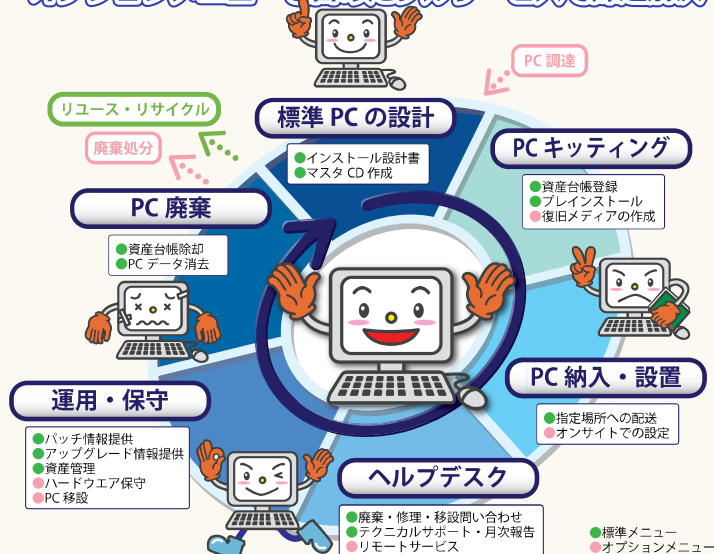 PC 調達
リユース・リサイクル
廃棄処分
標準 PC の設計
●インストール設計書
●マスタ CD 作成
PC キッティング
●資産台帳登録
●プレインストール
●復旧メディアの作成
PC 廃棄
●資産台帳除却
●PC データ消去
PC 納入・設置
●指定場所への配送
●オンサイトでの設定
運用・保守
●パッチ情報提供
●アップグレード情報提供
●資産管理
●ハードウエア保守
●PC 移設
ヘルプデスク
●廃棄・修理・移設問い合わせ
●テクニカルサポート・月次報告
●リモートサービス
●標準メニュー
●オプションメニュー